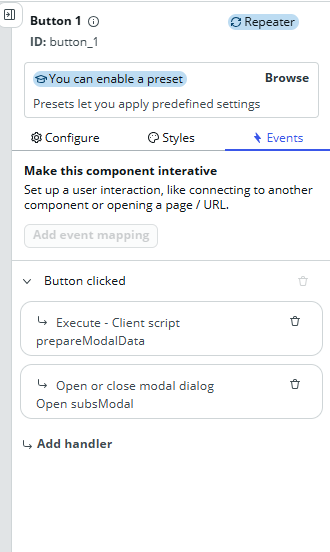 Button 1
Repeater
ID: button_1
You can enable a preset
Browse
Presets let you apply predefined settings
Configure
Styles
Events
Make this component interative
Set up a user interaction, like connecting to another
component or opening a page / URL.
Add event mapping
Button clicked
Execute - Client script
prepareModalData
Open or close modal dialog
Open subsModal
Add handler